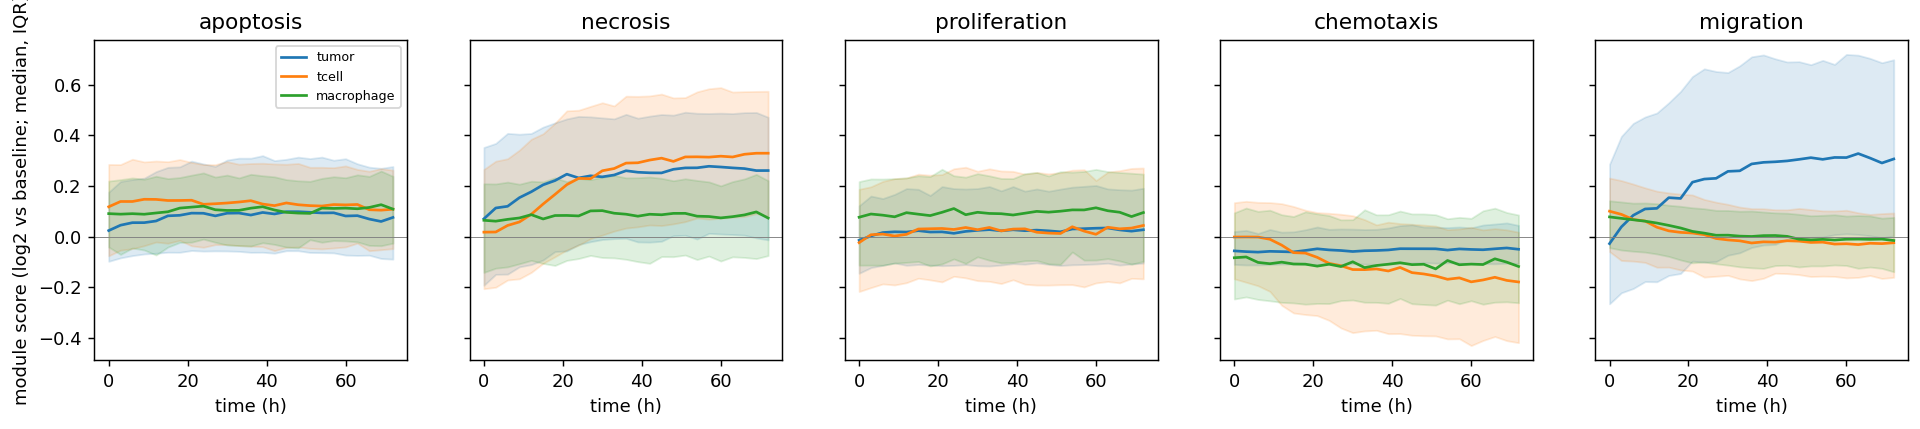 apoptosis
necrosis
proliferation
chemotaxis
migration
module score (log2 vs baseline; median, IQR)
tumor
tcell
macrophage
0.6
0.4
0.2
0.0
−0.2
−0.4
0 20 40 60
0 20 40 60
0 20 40 60
0 20 40 60
0 20 40 60
time (h)
time (h)
time (h)
time (h)
time (h)